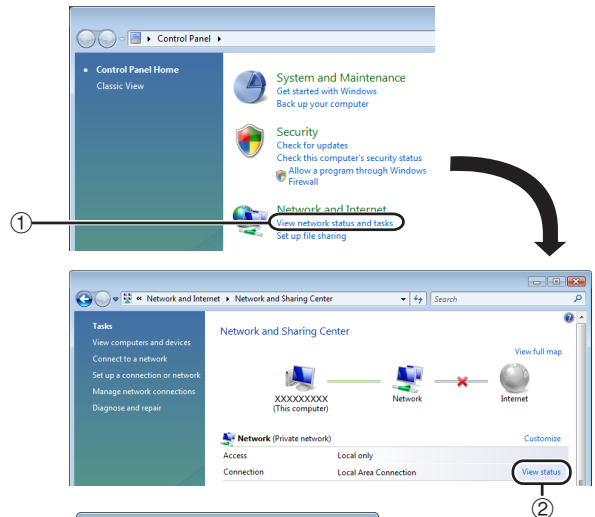 Control Panel
Control Panel Home
Classic View
System and Maintenance
Get started with Windows
Back up your computer
Security
Check for updates
Check this computer's security status
Allow a program through Windows
Firewall
Network and Internet
① View network status and tasks
Set up file sharing
« Network and Internet Network and Sharing Center Search
Tasks
View computers and devices
Connect to a network
Set up a connection or network
Manage network connections
Diagnose and repair
Network and Sharing Center
View full map
XXXXXXXXX Network Internet
(This computer)
Network (Private network) Customize
Access Local only
Connection Local Area Connection View status
②